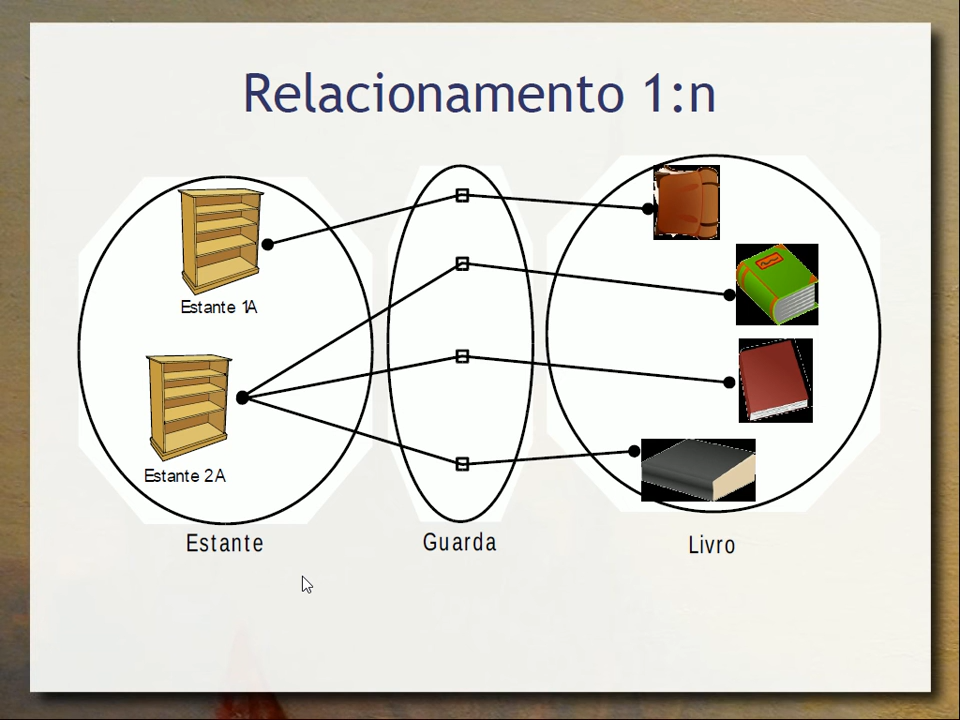 Relacionamento 1:n
Estante 1A
Estante 2A
Estante
Guarda
Livro